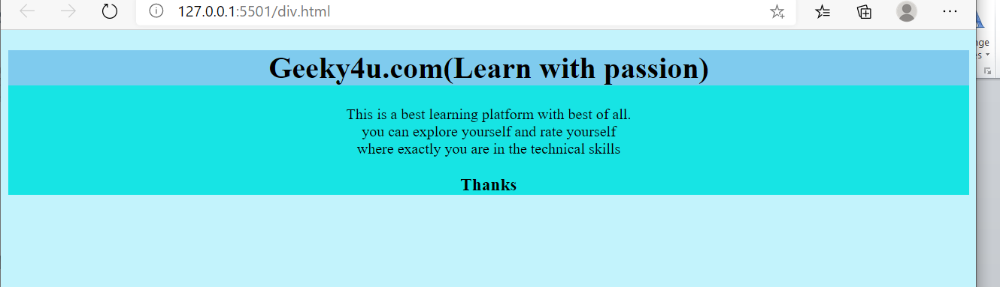 127.0.0.1:5501/div.html
Geeky4u.com(Learn with passion)
This is a best learning platform with best of all.
you can explore yourself and rate yourself
where exactly you are in the technical skills
Thanks